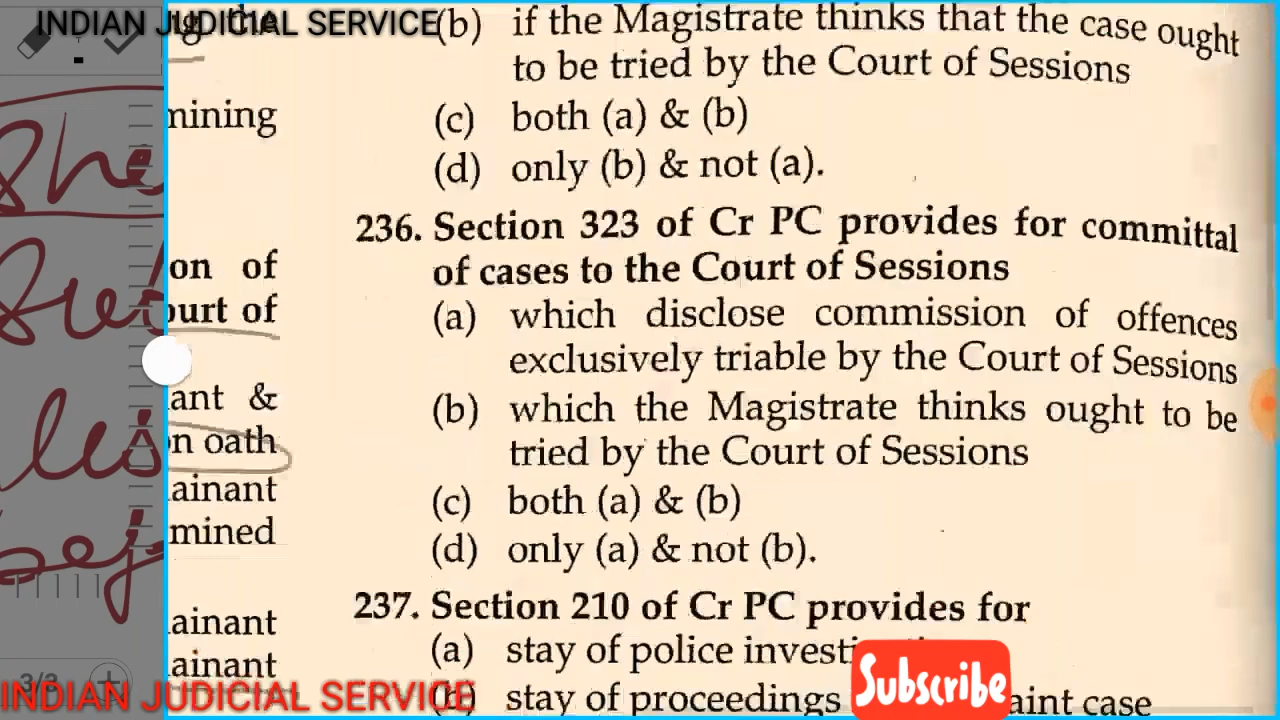 INDIAN JUDICIAL SERVICE
(b) if the Magistrate thinks that the case ought
to be tried by the Court of Sessions
mining
(c) both (a) & (b)
(d) only (b) & not (a).
236. Section 323 of Cr PC provides for committal
on of
of cases to the Court of Sessions
ourt of
(a) which disclose commission of offences
exclusively triable by the Court of Sessions
ant &
(b) which the Magistrate thinks ought to be
on oath
tried by the Court of Sessions
ainant
(c) both (a) & (b)
mined
(d) only (a) & not (b).
237. Section 210 of Cr PC provides for
ainant
(a) stay of police investi
ainant
Subscribe
3/3
INDIAN JUDICIAL SERVICE
(b) stay of proceedings aint case